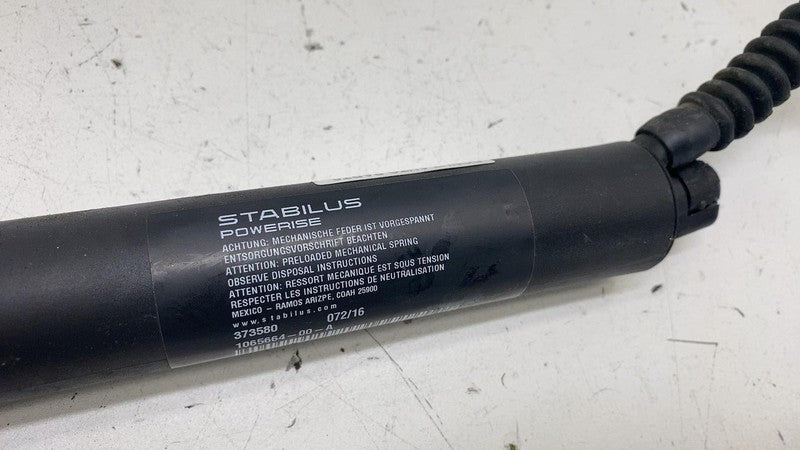 STABILUS
POWERISE
ACHTUNG: MECHANISCHE FEDER IST VORGESPANNT
ENTSORGUNGSVORSCHRIFT BEACHTEN
ATTENTION: PRELOADED MECHANICAL SPRING
OBSERVE DISPOSAL INSTRUCTIONS
ATTENTION: RESSORT MECANIQUE EST SOUS TENSION
RESPECTER LES INSTRUCTIONS DE NEUTRALISATION
MEXICO - RAMOS ARIZPE, COAH 25900
www.stabilus.com
373580 072/16
1065664-00-A